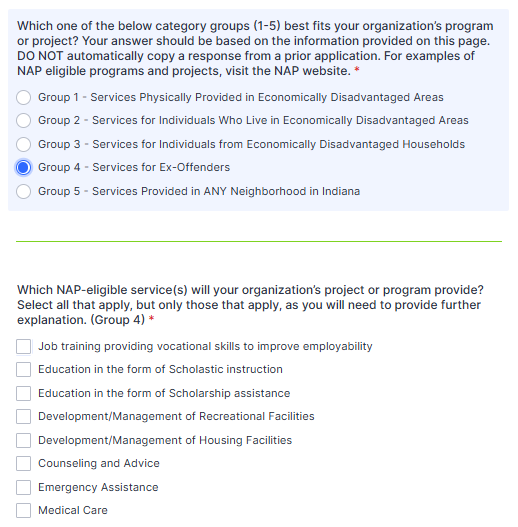 Which one of the below category groups (1-5) best fits your organization's program
or project? Your answer should be based on the information provided on this page.
DO NOT automatically copy a response from a prior application. For examples of
NAP eligible programs and projects, visit the NAP website. *
Group 1 - Services Physically Provided in Economically Disadvantaged Areas
Group 2 - Services for Individuals Who Live in Economically Disadvantaged Areas
Group 3 - Services for Individuals from Economically Disadvantaged Households
Group 4 - Services for Ex-Offenders
Group 5 - Services Provided in ANY Neighborhood in Indiana
Which NAP-eligible service(s) will your organization's project or program provide?
Select all that apply, but only those that apply, as you will need to provide further
explanation. (Group 4) *
Job training providing vocational skills to improve employability
Education in the form of Scholastic instruction
Education in the form of Scholarship assistance
Development/Management of Recreational Facilities
Development/Management of Housing Facilities
Counseling and Advice
Emergency Assistance
Medical Care